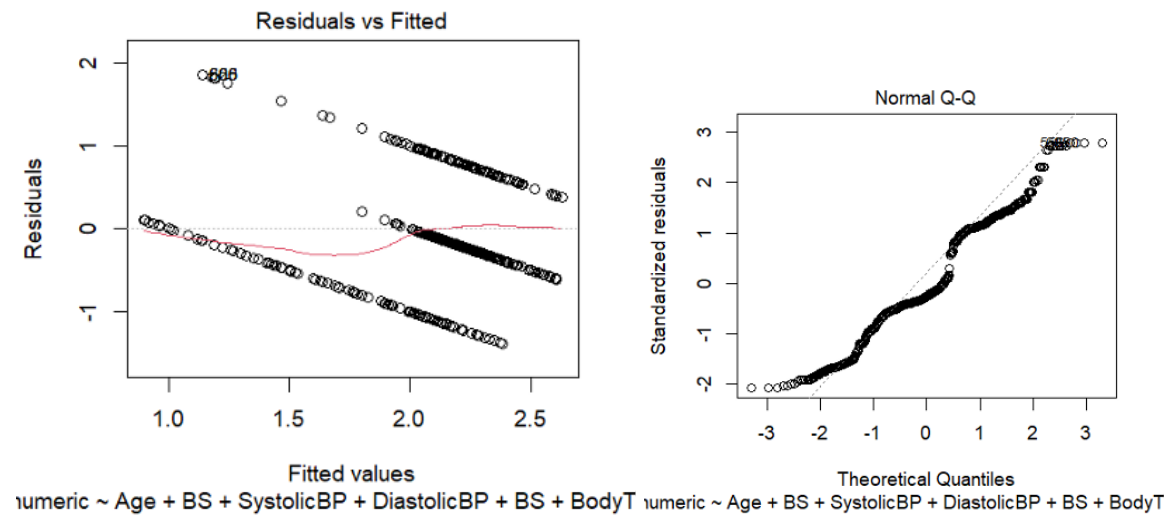 Residuals vs Fitted
Residuals
2
1
0
-1
1.0 1.5 2.0 2.5
Fitted values
numeric ~ Age + BS + SystolicBP + DiastolicBP + BS + BodyT
Normal Q-Q
Standardized residuals
3
2
1
0
-1
-2
-3 -2 -1 0 1 2 3
Theoretical Quantiles
numeric ~ Age + BS + SystolicBP + DiastolicBP + BS + BodyT